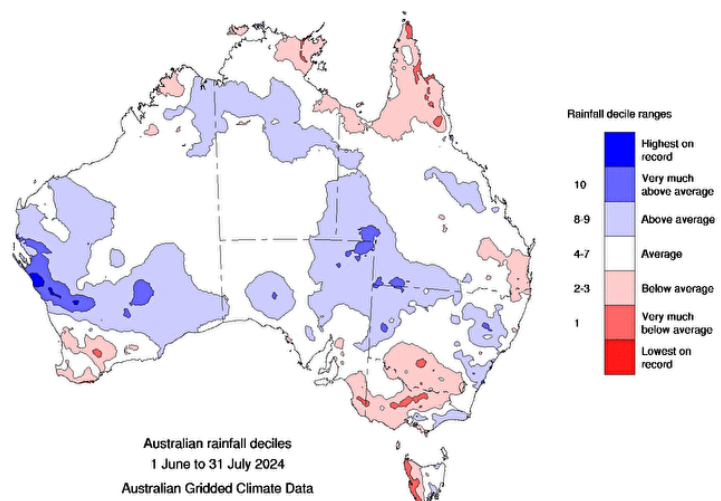 Rainfall decile ranges
Highest on
record
10
Very much
above average
8-9
Above average
4-7
Average
2-3
Below average
1
Very much
below average
Lowest on
record
Australian rainfall deciles
1 June to 31 July 2024
Australian Gridded Climate Data